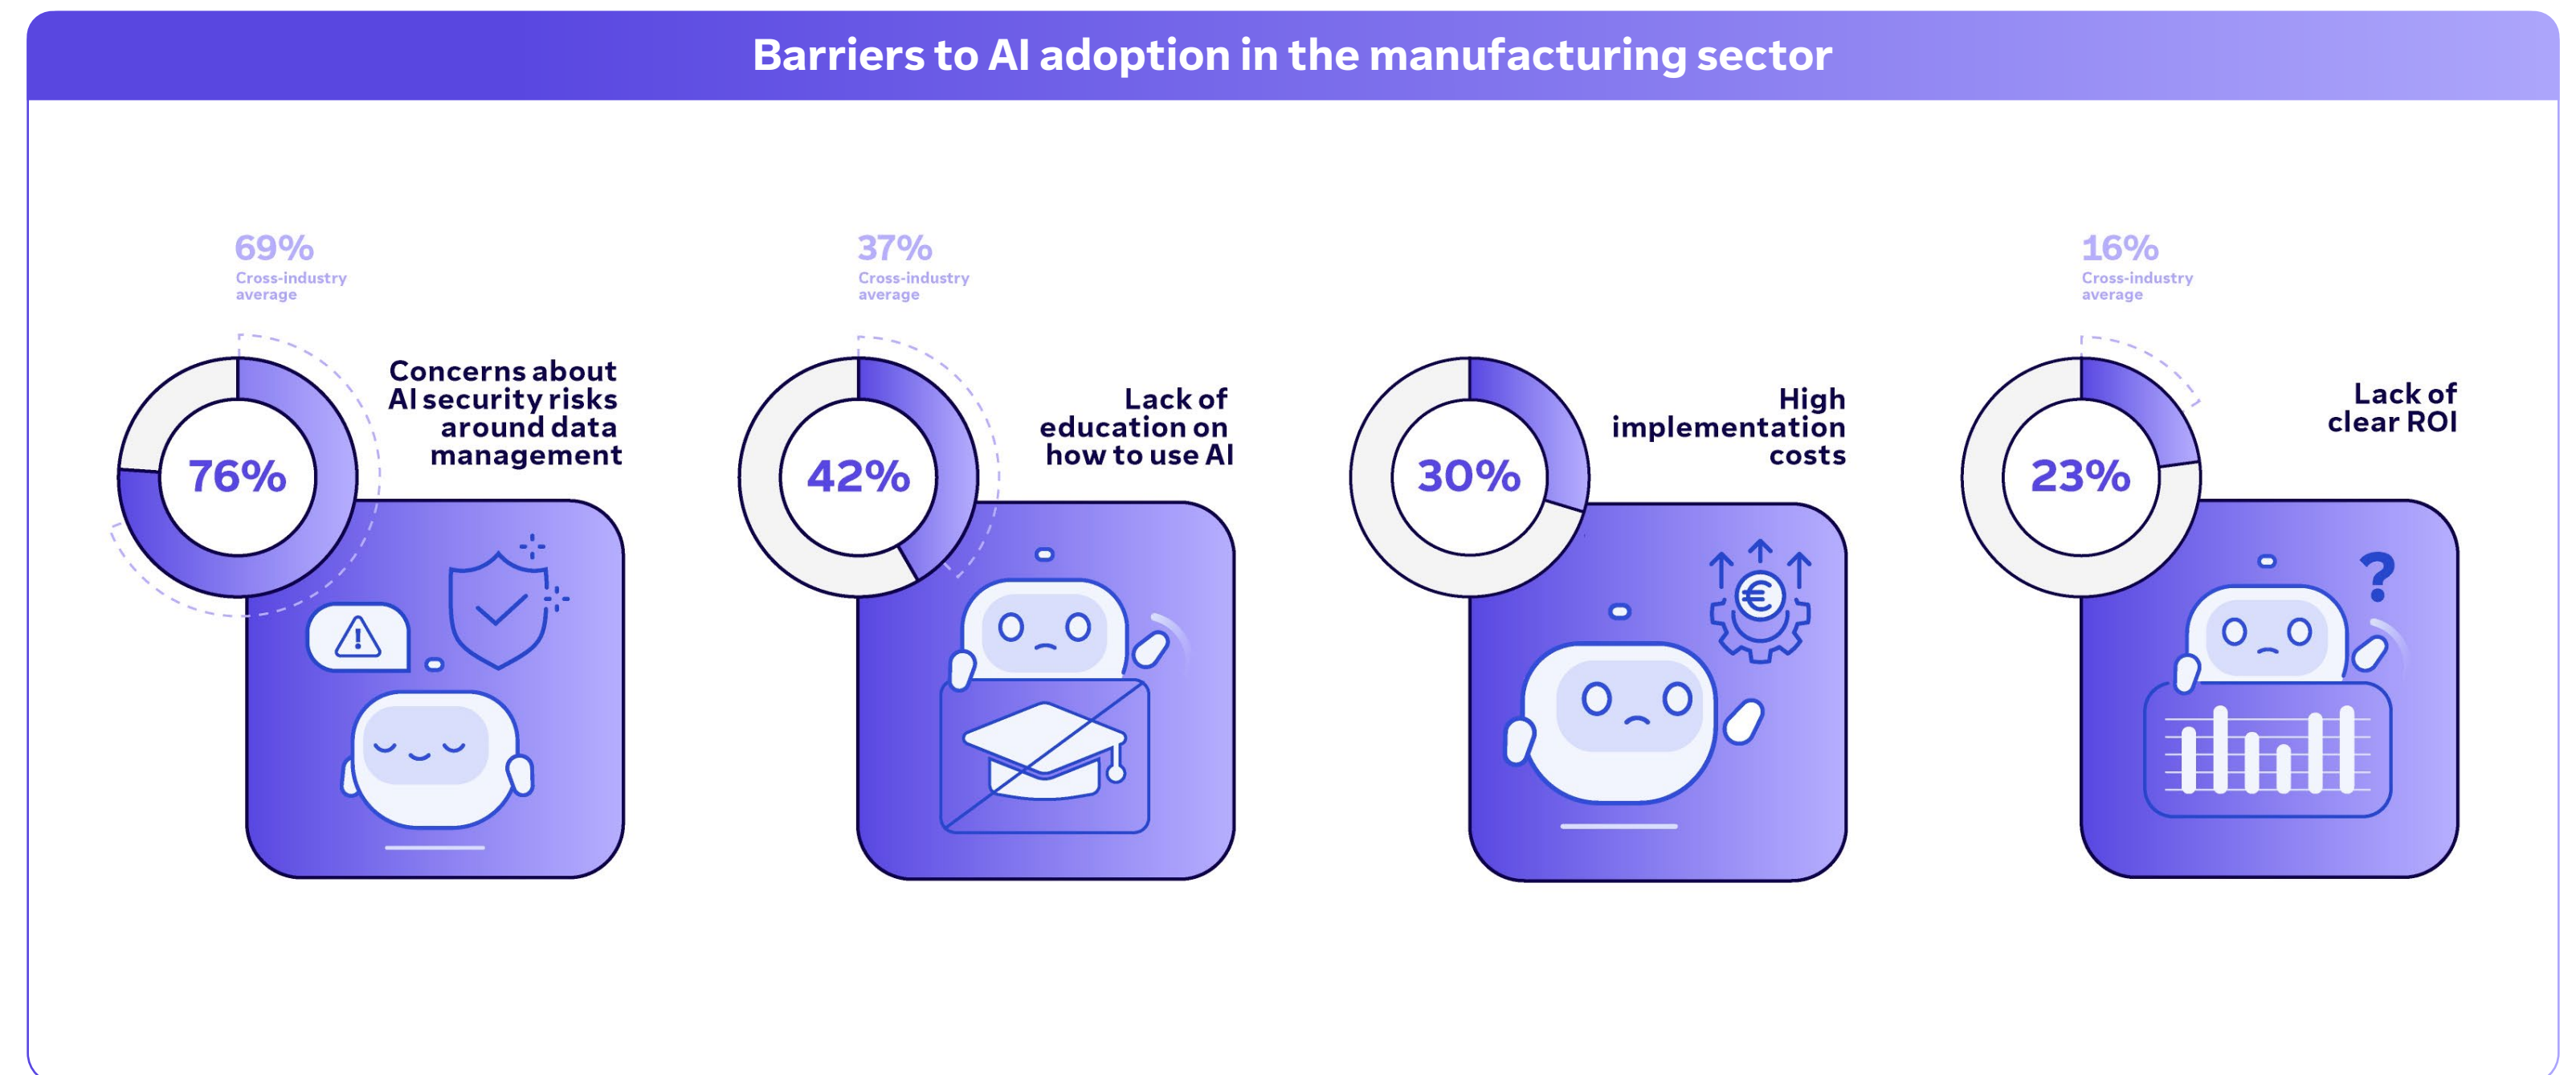 Barriers to AI adoption in the manufacturing sector
69%
Cross-industry
average
Concerns about
AI security risks
around data
management
76%
!
37%
Cross-industry
average
Lack of
education on
how to use AI
42%
High
implementation
costs
30%
€
16%
Cross-industry
average
Lack of
clear ROI
23%
?